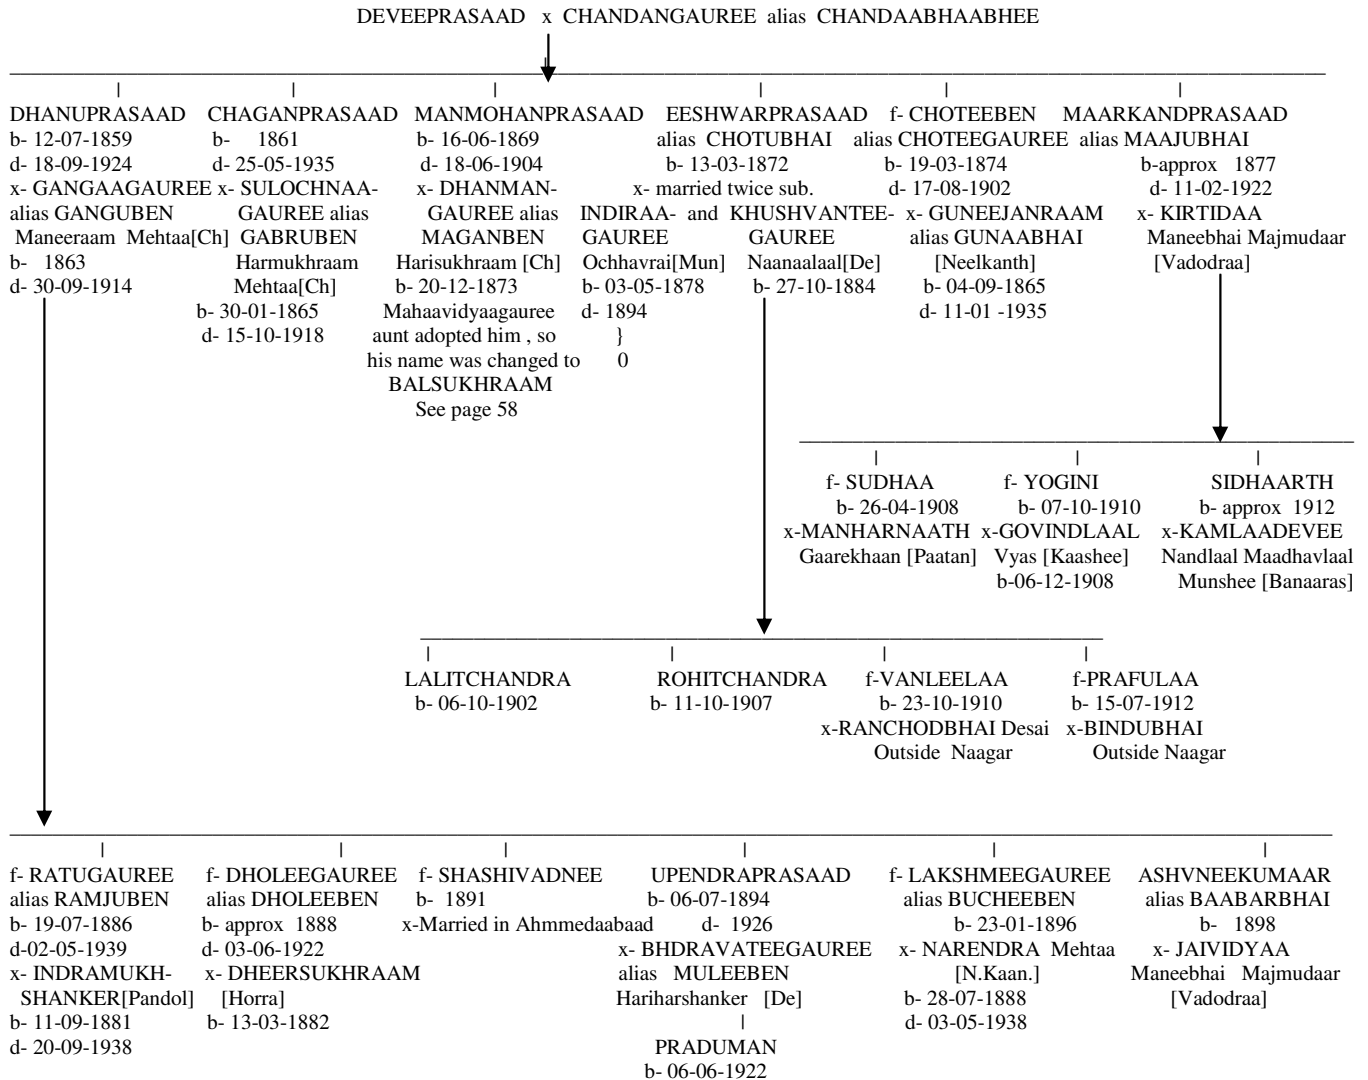 DEVEEPRASAAD x CHANDANGAUREE alias CHANDAABHAABHEE
DHANUPRASAAD
b- 12-07-1859
d- 18-09-1924
x- GANGAAGAUREE
alias GANGUBEN
Maneeraam Mehtaa[Ch]
b- 1863
d- 30-09-1914
CHAGANPRASAAD
b- 1861
d- 25-05-1935
x- SULOCHNAA-
GAUREE alias
GABRUBEN
Harmukhraam
Mehtaa[Ch]
b- 30-01-1865
d- 15-10-1918
MANMOHANPRASAAD
b- 16-06-1869
d- 18-06-1904
x- DHANMAN-
GAUREE alias
MAGANBEN
Harisukhraam [Ch]
b- 20-12-1873
Mahaavidyaagauree
aunt adopted him , so
his name was changed to
BALSUKHRAAM
See page 58
EESHWARPRASAAD
alias CHOTUBHAI
b- 13-03-1872
x- married twice sub.
INDIRAA- and KHUSHVANTEE-
GAUREE
Ochhavrai[Mun]
b- 03-05-1878
d- 1894
}
0
GAUREE
Naanaalaal[De]
b- 27-10-1884
f- CHOTEEBEN
alias CHOTEEGAUREE
b- 19-03-1874
d- 17-08-1902
x- GUNEEJANRAAM
alias GUNAABHAI
[Neelkanth]
b- 04-09-1865
d- 11-01 -1935
MAARKANDPRASAAD
alias MAAJUBHAI
b-approx 1877
d- 11-02-1922
x- KIRTIDAA
Maneebhai Majmudaar
[Vadodraa]
f- SUDHAA
b- 26-04-1908
x-MANHARNAATH
Gaarekhaan [Paatan]
f- YOGINI
b- 07-10-1910
x-GOVINDLAAL
Vyas [Kaashee]
b-06-12-1908
SIDHAARTH
b- approx 1912
x-KAMLAADEVEE
Nandlaal Maadhavlaal
Munshee [Banaaras]
LALITCHANDRA
b- 06-10-1902
ROHITCHANDRA
b- 11-10-1907
f-VANLEELAA
b- 23-10-1910
x-RANCHODBHAI Desai
Outside Naagar
f-PRAFULAA
b- 15-07-1912
x-BINDUBHAI
Outside Naagar
f- RATUGAUREE
alias RAMJUBEN
b- 19-07-1886
d-02-05-1939
x- INDRAMUKH-
SHANKER[Pandol]
b- 11-09-1881
d- 20-09-1938
f- DHOLEEGAUREE
alias DHOLEEBEN
b- approx 1888
d- 03-06-1922
x- DHEERSUKHRAAM
[Horra]
b- 13-03-1882
f- SHASHIVADNEE
b- 1891
x-Married in Ahmmedaabaad
UPENDRAPRASAAD
b- 06-07-1894
d- 1926
x- BHDRAVATEEGAUREE
alias MULEEBEN
Hariharshanker [De]
PRADUMAN
b- 06-06-1922
f- LAKSHMEEGAUREE
alias BUCHEEBEN
b- 23-01-1896
x- NARENDRA Mehtaa
[N.Kaan.]
b- 28-07-1888
d- 03-05-1938
ASHVNEEKUMAAR
alias BAABARBHAI
b- 1898
x- JAIVIDYAA
Maneebhai Majmudaar
[Vadodraa]